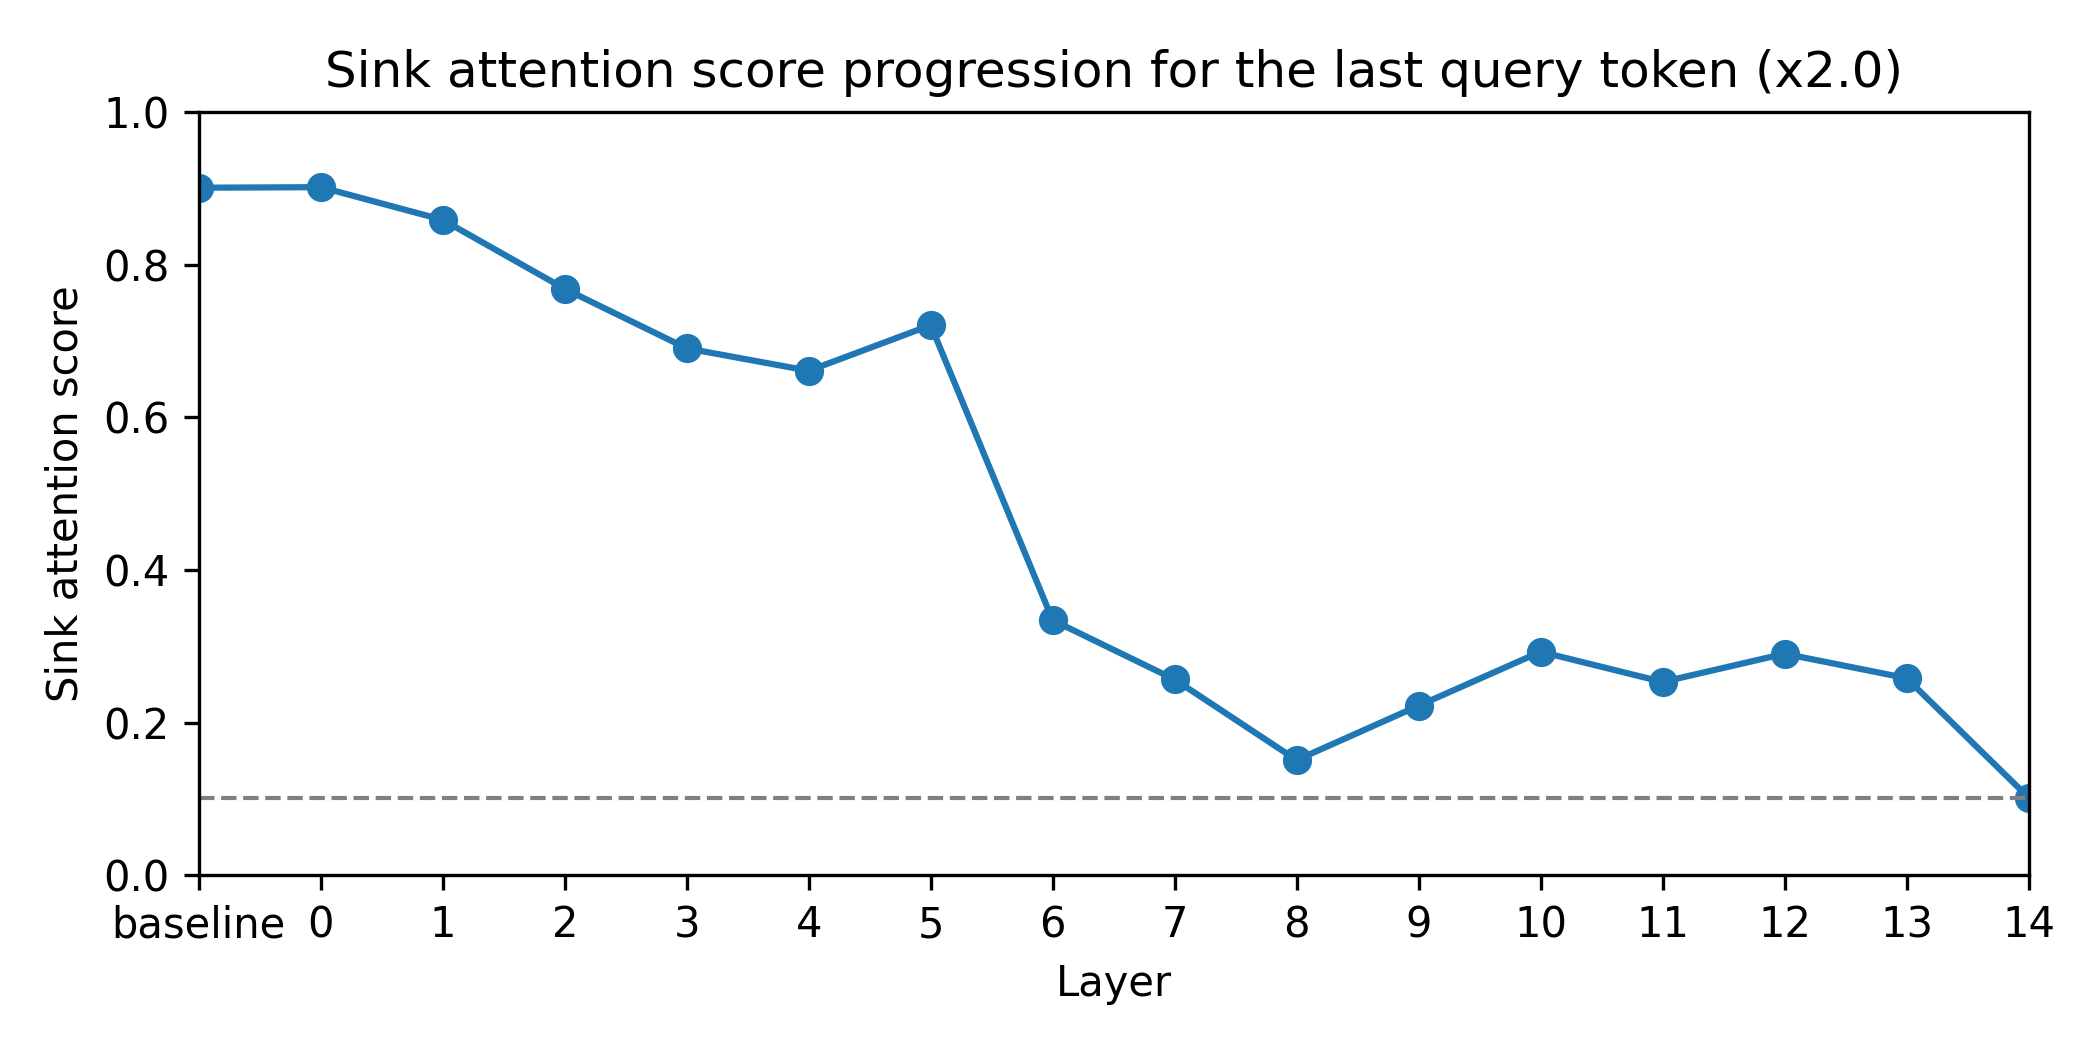 Sink attention score progression for the last query token (x2.0)
1.0
0.8
0.6
0.4
0.2
0.0
Sink attention score
baseline 0 1 2 3 4 5 6 7 8 9 10 11 12 13 14
Layer